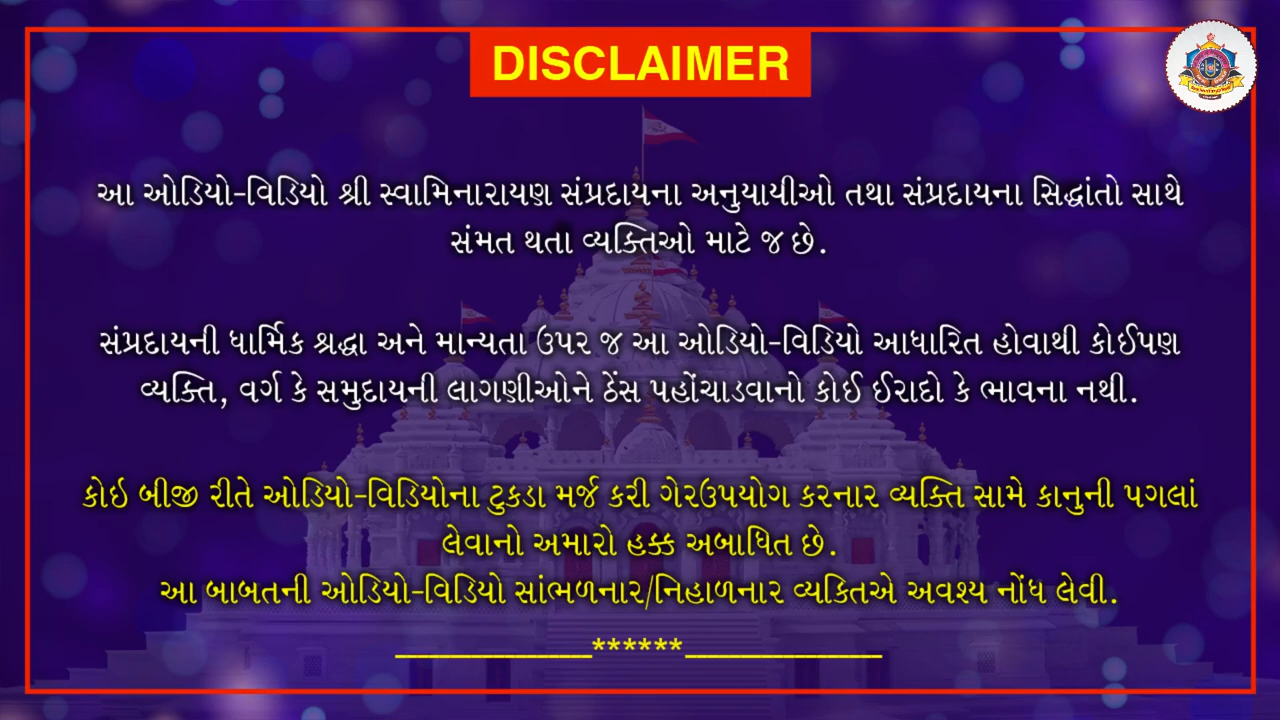 DISCLAIMER
આ ઓડિયો-વિડિયો શ્રી સ્વામિનારાયણ સંપ્રદાયના અનુયાયીઓ તથા સંપ્રદાયના સિદ્ધાંતો સાથે
સંમત થતા વ્યક્તિઓ માટે જ છે.
સંપ્રદાયની ધાર્મિક શ્રદ્ધા અને માન્યતા ઉપર જ આ ઓડિયો-વિડિયો આધારિત હોવાથી કોઈપણ
વ્યક્તિ, વર્ગ કે સમુદાયની લાગણીઓને ઠેંસ પહોંચાડવાનો કોઈ ઈરાદો કે ભાવના નથી.
કોઇ બીજી રીતે ઓડિયો-વિડિયોના ટુકડા મર્જ કરી ગેરઉપયોગ કરનાર વ્યક્તિ સામે કાનુની પગલાં
લેવાનો અમારો હક્ક અબાધિત છે.
આ બાબતની ઓડિયો-વિડિયો સાંભળનાર/નિહાળનાર વ્યકિતએ અવશ્ય નોંધ લેવી.
______________******______________